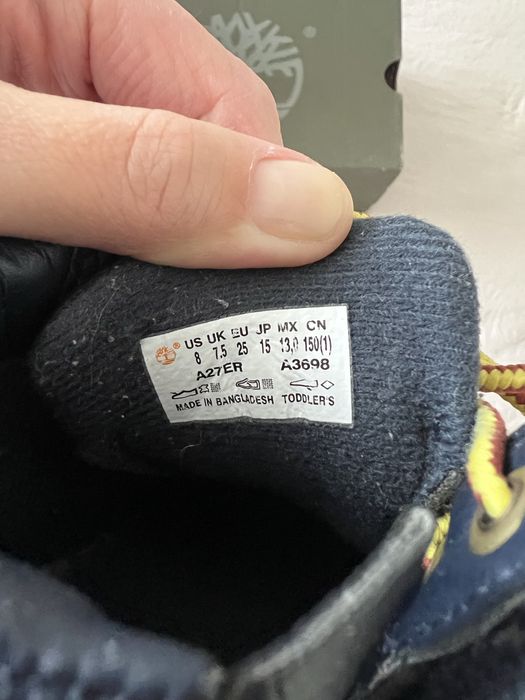 ® US UK EU JP MX CN
8 7.5 25 15 13.0 150(1)
A27ER A3698
MADE IN BANGLADESH TODDLER'S